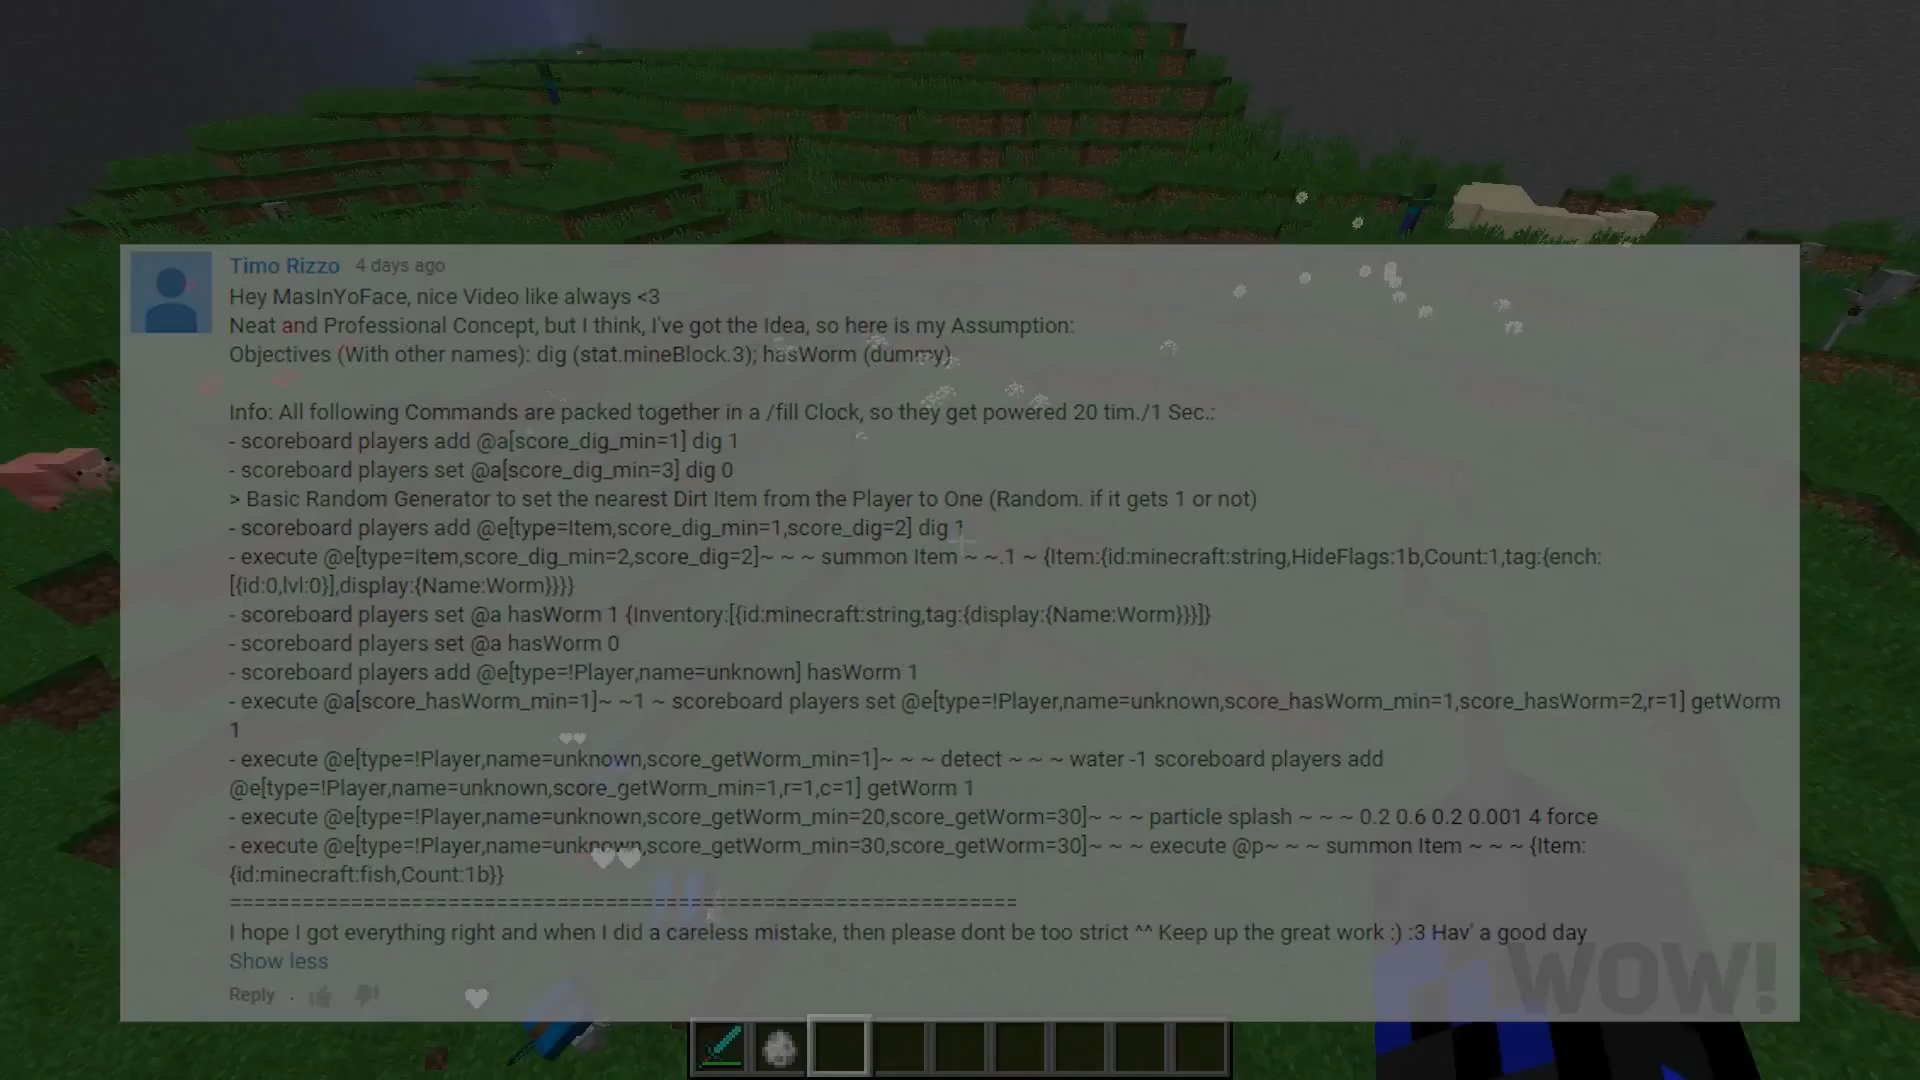 Timo Rizzo 4 days ago
Hey MasInYoFace, nice Video like always <3
Neat and Professional Concept, but I think, I've got the Idea, so here is my Assumption:
Objectives (With other names): dig (stat.mineBlock.3); hasWorm (dummy)
Info: All following Commands are packed together in a /fill Clock, so they get powered 20 tim./1 Sec.:
- scoreboard players add @a[score_dig_min=1] dig 1
- scoreboard players set @a[score_dig_min=3] dig 0
> Basic Random Generator to set the nearest Dirt Item from the Player to One (Random. if it gets 1 or not)
- scoreboard players add @e[type=Item,score_dig_min=1,score_dig=2] dig 1
- execute @e[type=Item,score_dig_min=2,score_dig=2]~ ~ ~ summon Item ~ ~.1 ~ {Item:{id:minecraft:string,HideFlags:1b,Count:1,tag:{ench:
[{id:0,lvl:0}],display:{Name:Worm}}}}
- scoreboard players set @a hasWorm 1 {Inventory:[{id:minecraft:string,tag:{display:{Name:Worm}}}]}
- scoreboard players set @a hasWorm 0
- scoreboard players add @e[type=!Player,name=unknown] hasWorm 1
- execute @a[score_hasWorm_min=1]~ ~1 ~ scoreboard players set @e[type=!Player,name=unknown,score_hasWorm_min=1,score_hasWorm=2,r=1] getWorm
1
- execute @e[type=!Player,name=unknown,score_getWorm_min=1]~ ~ ~ detect ~ ~ ~ water -1 scoreboard players add
@e[type=!Player,name=unknown,score_getWorm_min=1,r=1,c=1] getWorm 1
- execute @e[type=!Player,name=unknown,score_getWorm_min=20,score_getWorm=30]~ ~ ~ particle splash ~ ~ ~ 0.2 0.6 0.2 0.001 4 force
- execute @e[type=!Player,name=unknown,score_getWorm_min=30,score_getWorm=30]~ ~ ~ execute @p~ ~ ~ summon Item ~ ~ ~ {Item:
{id:minecraft:fish,Count:1b}}
=================================================================
I hope I got everything right and when I did a careless mistake, then please dont be too strict ^^ Keep up the great work :) :3 Hav' a good day
Show less
Reply .
WOW!